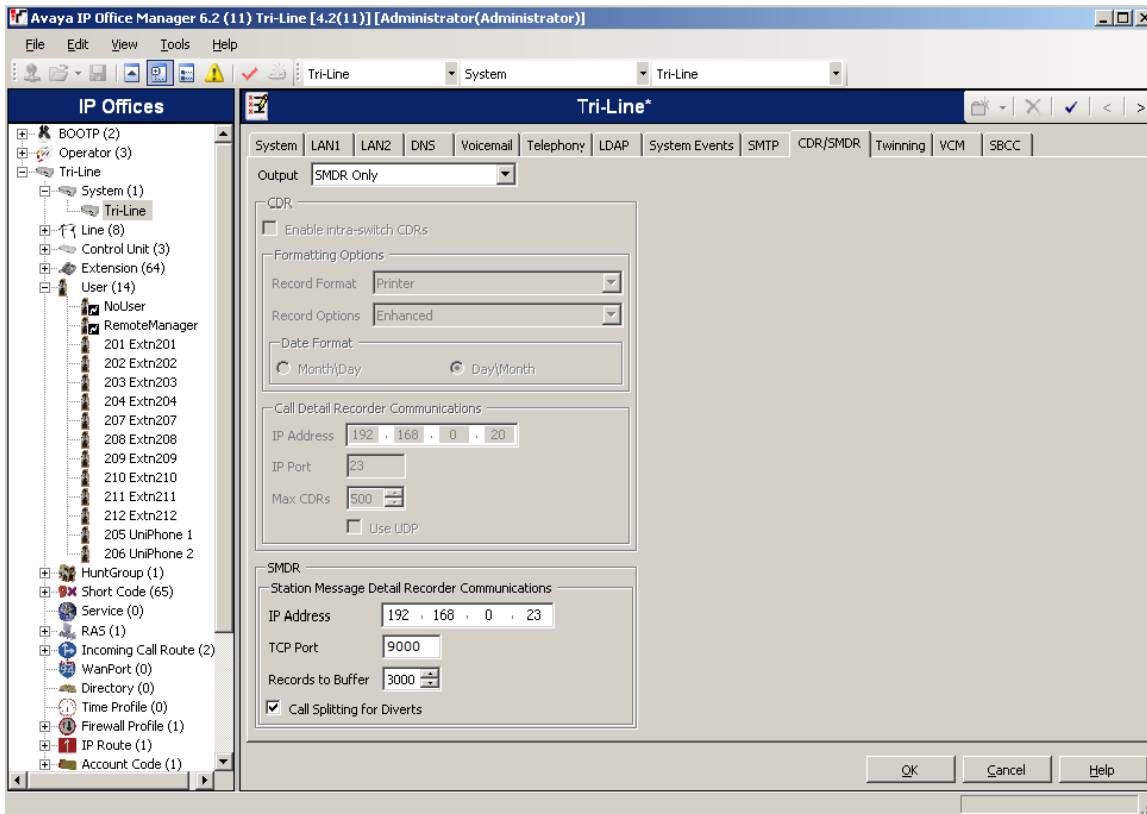 Avaya IP Office Manager 6.2 (11) Tri-Line [4.2(11)] [Administrator(Administrator)]
File Edit View Tools Help
Tri-Line System Tri-Line
IP Offices
BOOTP (2)
Operator (3)
Tri-Line
System (1)
Tri-Line
Line (8)
Control Unit (3)
Extension (64)
User (14)
NoUser
RemoteManager
201 Extn201
202 Extn202
203 Extn203
204 Extn204
207 Extn207
208 Extn208
209 Extn209
210 Extn210
211 Extn211
212 Extn212
205 UniPhone 1
206 UniPhone 2
HuntGroup (1)
Short Code (65)
Service (0)
RAS (1)
Incoming Call Route (2)
WanPort (0)
Directory (0)
Time Profile (0)
Firewall Profile (1)
IP Route (1)
Account Code (1)
Tri-Line*
System LAN1 LAN2 DNS Voicemail Telephony LDAP System Events SMTP CDR/SMDR Twinning VCM SBCC
Output SMDR Only
CDR
Enable intra-switch CDRs
Formatting Options
Record Format Printer
Record Options Enhanced
Date Format
Month\Day Day\Month
Call Detail Recorder Communications
IP Address 192 . 168 . 0 . 20
IP Port 23
Max CDRs 500
Use UDP
SMDR
Station Message Detail Recorder Communications
IP Address 192 . 168 . 0 . 23
TCP Port 9000
Records to Buffer 3000
Call Splitting for Diverts
OK Cancel Help